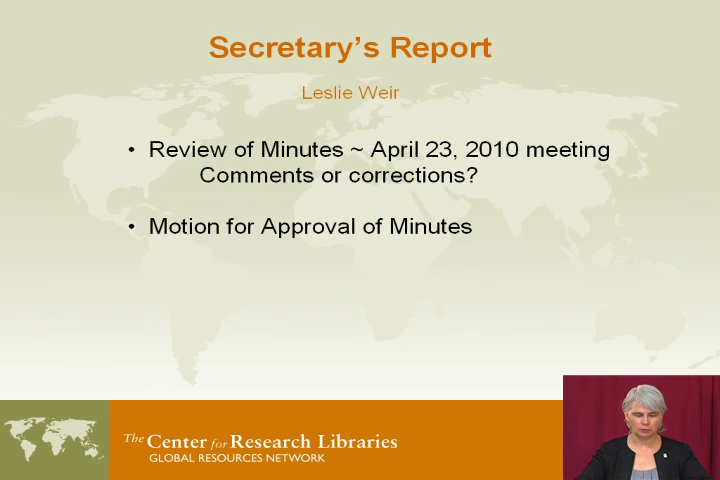 Secretary's Report
Leslie Weir
• Review of Minutes ~ April 23, 2010 meeting
Comments or corrections?
• Motion for Approval of Minutes
The Center for Research Libraries
GLOBAL RESOURCES NETWORK